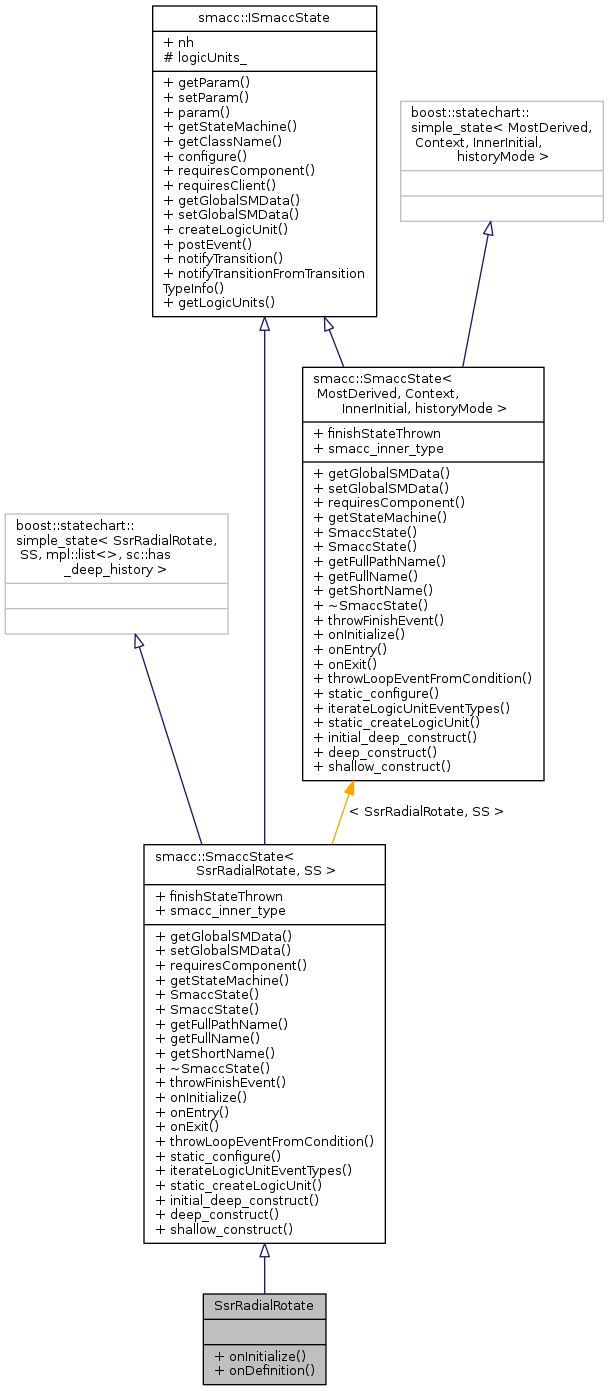 smacc::ISmaccState
+ nh
# logicUnits_
+ getParam()
+ setParam()
+ param()
+ getStateMachine()
+ getClassName()
+ configure()
+ requiresComponent()
+ requiresClient()
+ getGlobalSMData()
+ setGlobalSMData()
+ createLogicUnit()
+ postEvent()
+ notifyTransition()
+ notifyTransitionFromTransition
TypeInfo()
+ getLogicUnits()
boost::statechart::
simple_state< MostDerived,
Context, InnerInitial,
historyMode >
smacc::SmaccState<
MostDerived, Context,
InnerInitial, historyMode >
+ finishStateThrown
+ smacc_inner_type
+ getGlobalSMData()
+ setGlobalSMData()
+ requiresComponent()
+ getStateMachine()
+ SmaccState()
+ SmaccState()
+ getFullPathName()
+ getFullName()
+ getShortName()
+ ~SmaccState()
+ throwFinishEvent()
+ onInitialize()
+ onEntry()
+ onExit()
+ throwLoopEventFromCondition()
+ static_configure()
+ iterateLogicUnitEventTypes()
+ static_createLogicUnit()
+ initial_deep_construct()
+ deep_construct()
+ shallow_construct()
boost::statechart::
simple_state< SsrRadialRotate,
SS, mpl::list<>, sc::has
_deep_history >
< SsrRadialRotate, SS >
smacc::SmaccState<
SsrRadialRotate, SS >
+ finishStateThrown
+ smacc_inner_type
+ getGlobalSMData()
+ setGlobalSMData()
+ requiresComponent()
+ getStateMachine()
+ SmaccState()
+ SmaccState()
+ getFullPathName()
+ getFullName()
+ getShortName()
+ ~SmaccState()
+ throwFinishEvent()
+ onInitialize()
+ onEntry()
+ onExit()
+ throwLoopEventFromCondition()
+ static_configure()
+ iterateLogicUnitEventTypes()
+ static_createLogicUnit()
+ initial_deep_construct()
+ deep_construct()
+ shallow_construct()
SsrRadialRotate
+ onInitialize()
+ onDefinition()